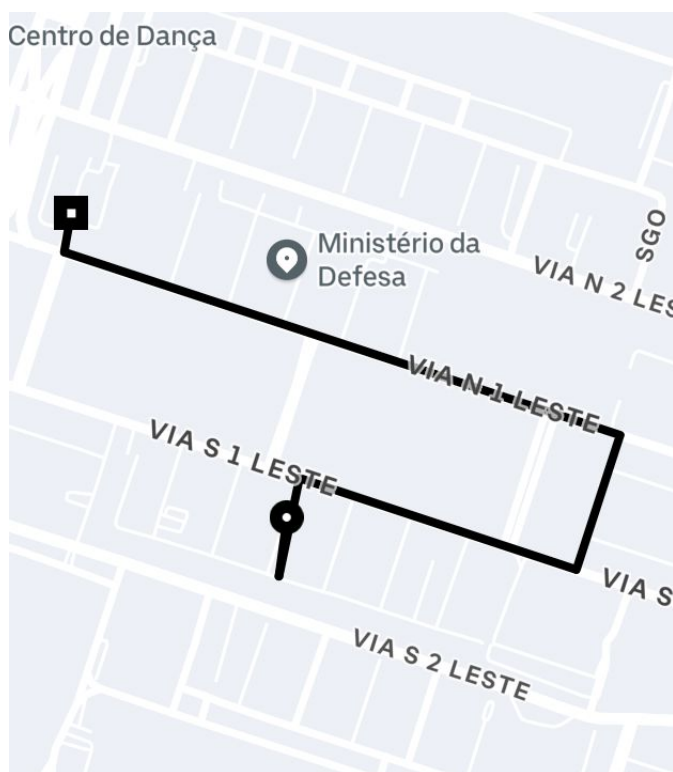 Centro de Dança
SGO
Ministério da
Defesa
VIA N 2 LES
VIA N 1 LESTE
VIA S 1 LESTE
VIA S
VIA S 2 LESTE